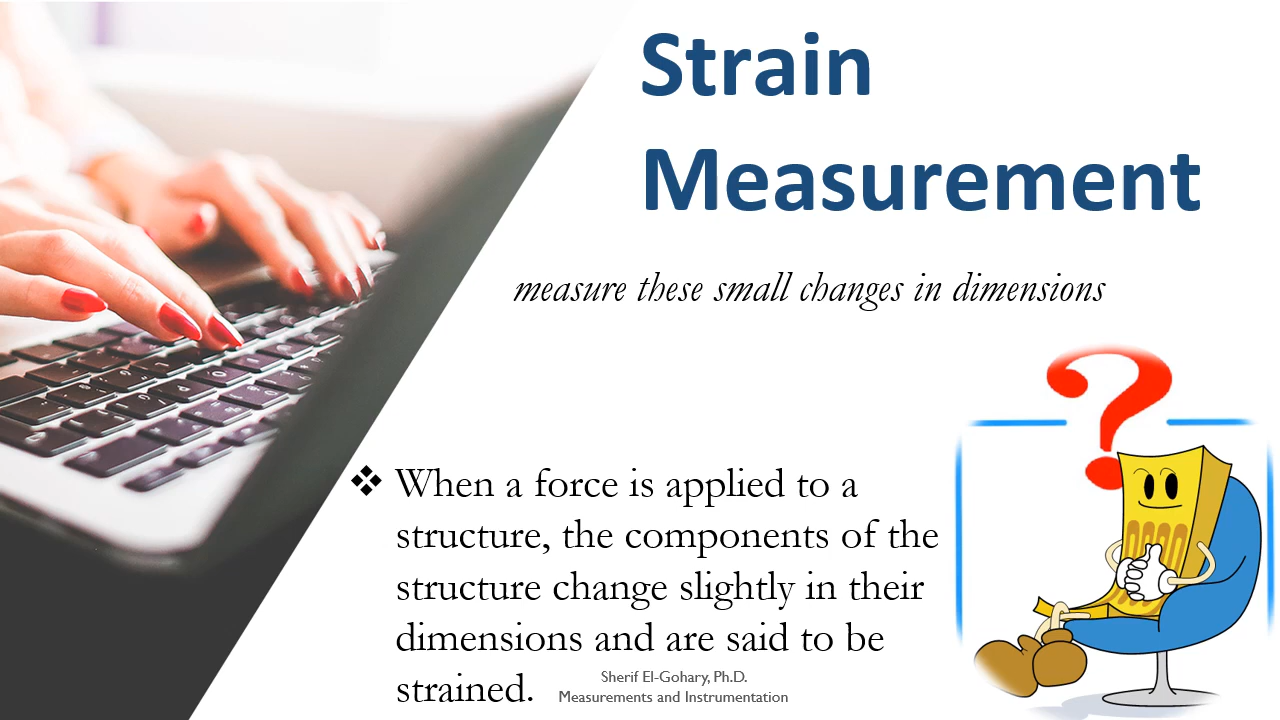 Strain
Measurement
measure these small changes in dimensions
❖ When a force is applied to a
structure, the components of the
structure change slightly in their
dimensions and are said to be
strained.
Sherif El-Gohary, Ph.D.
Measurements and Instrumentation
?